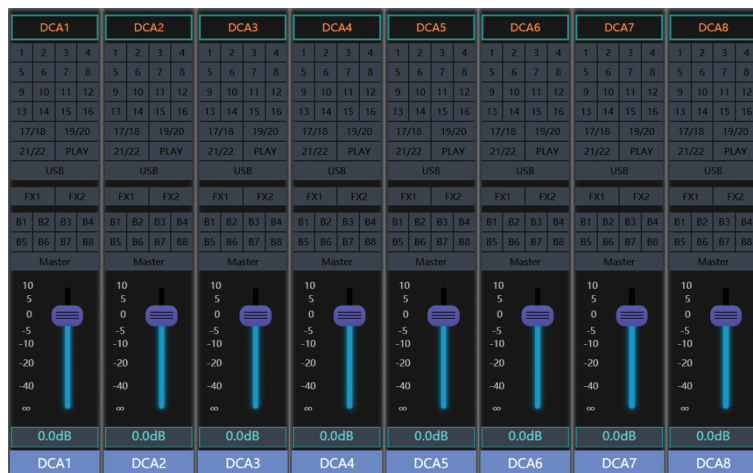 DCA1 DCA2 DCA3 DCA4 DCA5 DCA6 DCA7 DCA8
1 2 3 4 1 2 3 4 1 2 3 4 1 2 3 4 1 2 3 4 1 2 3 4 1 2 3 4 1 2 3 4
5 6 7 8 5 6 7 8 5 6 7 8 5 6 7 8 5 6 7 8 5 6 7 8 5 6 7 8 5 6 7 8
9 10 11 12 9 10 11 12 9 10 11 12 9 10 11 12 9 10 11 12 9 10 11 12 9 10 11 12 9 10 11 12
13 14 15 16 13 14 15 16 13 14 15 16 13 14 15 16 13 14 15 16 13 14 15 16 13 14 15 16 13 14 15 16
17/18 19/20 17/18 19/20 17/18 19/20 17/18 19/20 17/18 19/20 17/18 19/20 17/18 19/20 17/18 19/20
21/22 PLAY 21/22 PLAY 21/22 PLAY 21/22 PLAY 21/22 PLAY 21/22 PLAY 21/22 PLAY 21/22 PLAY
USB USB USB USB USB USB USB USB
FX1 FX2 FX1 FX2 FX1 FX2 FX1 FX2 FX1 FX2 FX1 FX2 FX1 FX2 FX1 FX2
B1 B2 B3 B4 B1 B2 B3 B4 B1 B2 B3 B4 B1 B2 B3 B4 B1 B2 B3 B4 B1 B2 B3 B4 B1 B2 B3 B4 B1 B2 B3 B4
B5 B6 B7 B8 B5 B6 B7 B8 B5 B6 B7 B8 B5 B6 B7 B8 B5 B6 B7 B8 B5 B6 B7 B8 B5 B6 B7 B8 B5 B6 B7 B8
Master Master Master Master Master Master Master Master
10 10 10 10 10 10 10 10
5 5 5 5 5 5 5 5
0 0 0 0 0 0 0 0
-5 -5 -5 -5 -5 -5 -5 -5
-10 -10 -10 -10 -10 -10 -10 -10
-20 -20 -20 -20 -20 -20 -20 -20
-40 -40 -40 -40 -40 -40 -40 -40
∞ ∞ ∞ ∞ ∞ ∞ ∞ ∞
0.0dB 0.0dB 0.0dB 0.0dB 0.0dB 0.0dB 0.0dB 0.0dB
DCA1 DCA2 DCA3 DCA4 DCA5 DCA6 DCA7 DCA8